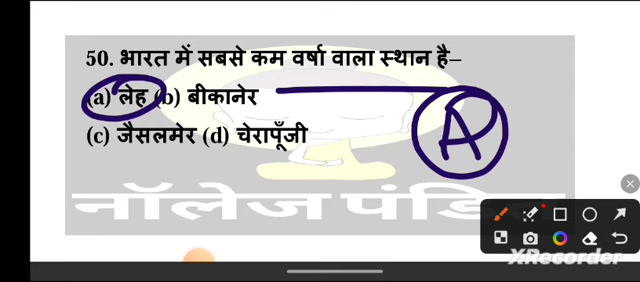 50. भारत में सबसे कम वर्षा वाला स्थान है–
(a) लेह (b) बीकानेर
(c) जैसलमेर (d) चेरापूँजी
A
नॉलेज पंडि
XRecorder